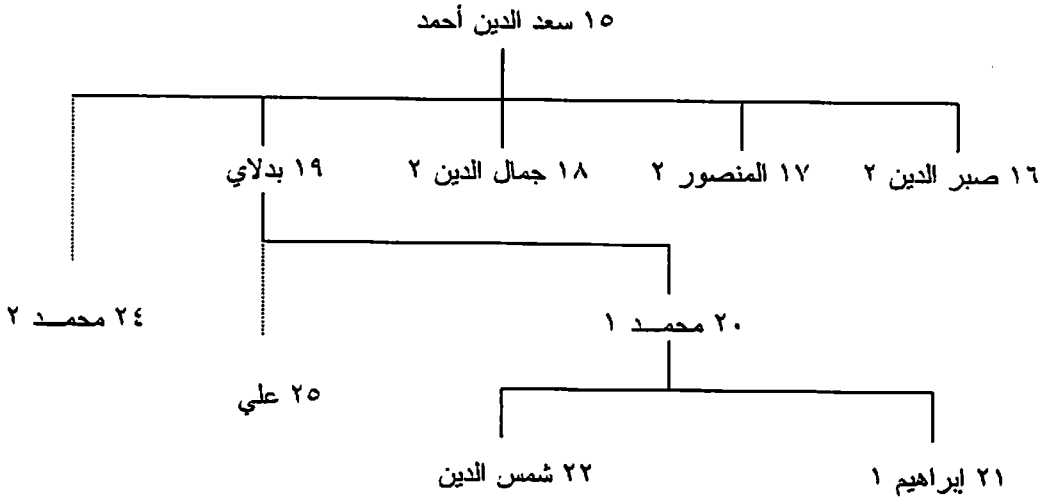 ١٥ سعد الدين أحمد
١٦ صبر الدين ٢
١٧ المنصور ٢
١٨ جمال الدين ٢
١٩ بدلاي
٢٠ محمد ١
٢٤ محمد ٢
٢٥ علي
٢١ إبراهيم ١
٢٢ شمس الدين